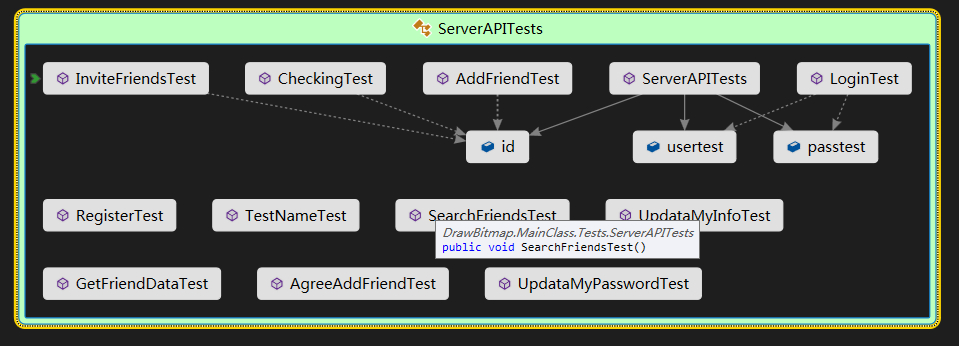 ServerAPITests
InviteFriendsTest
CheckingTest
AddFriendTest
ServerAPITests
LoginTest
id
usertest
passtest
RegisterTest
TestNameTest
SearchFriendsTest
UpdataMyInfoTest
DrawBitmap.MainClass.Tests.ServerAPITests
public void SearchFriendsTest()
GetFriendDataTest
AgreeAddFriendTest
UpdataMyPasswordTest